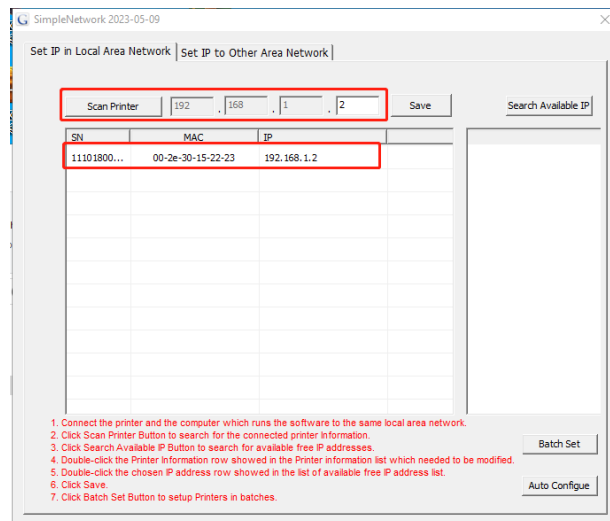 SimpleNetwork 2023-05-09
Set IP in Local Area Network Set IP to Other Area Network
Scan Printer 192 . 168 . 1 . 2 Save Search Available IP
SN MAC IP
11101800... 00-2e-30-15-22-23 192.168.1.2
1. Connect the printer and the computer which runs the software to the same local area network.
2. Click Scan Printer Button to search for the connected printer Information.
3. Click Search Available IP Button to search for available free IP addresses.
4. Double-click the Printer Information row showed in the Printer information list which needed to be modified.
5. Double-click the chosen IP address row showed in the list of available free IP address list.
6. Click Save.
7. Click Batch Set Button to setup Printers in batches.
Batch Set
Auto Configue